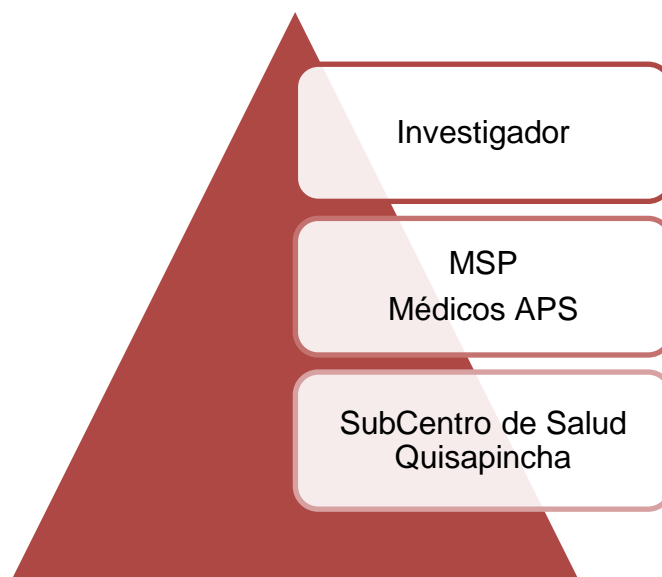 Investigador
MSP
Médicos APS
SubCentro de Salud
Quisapincha